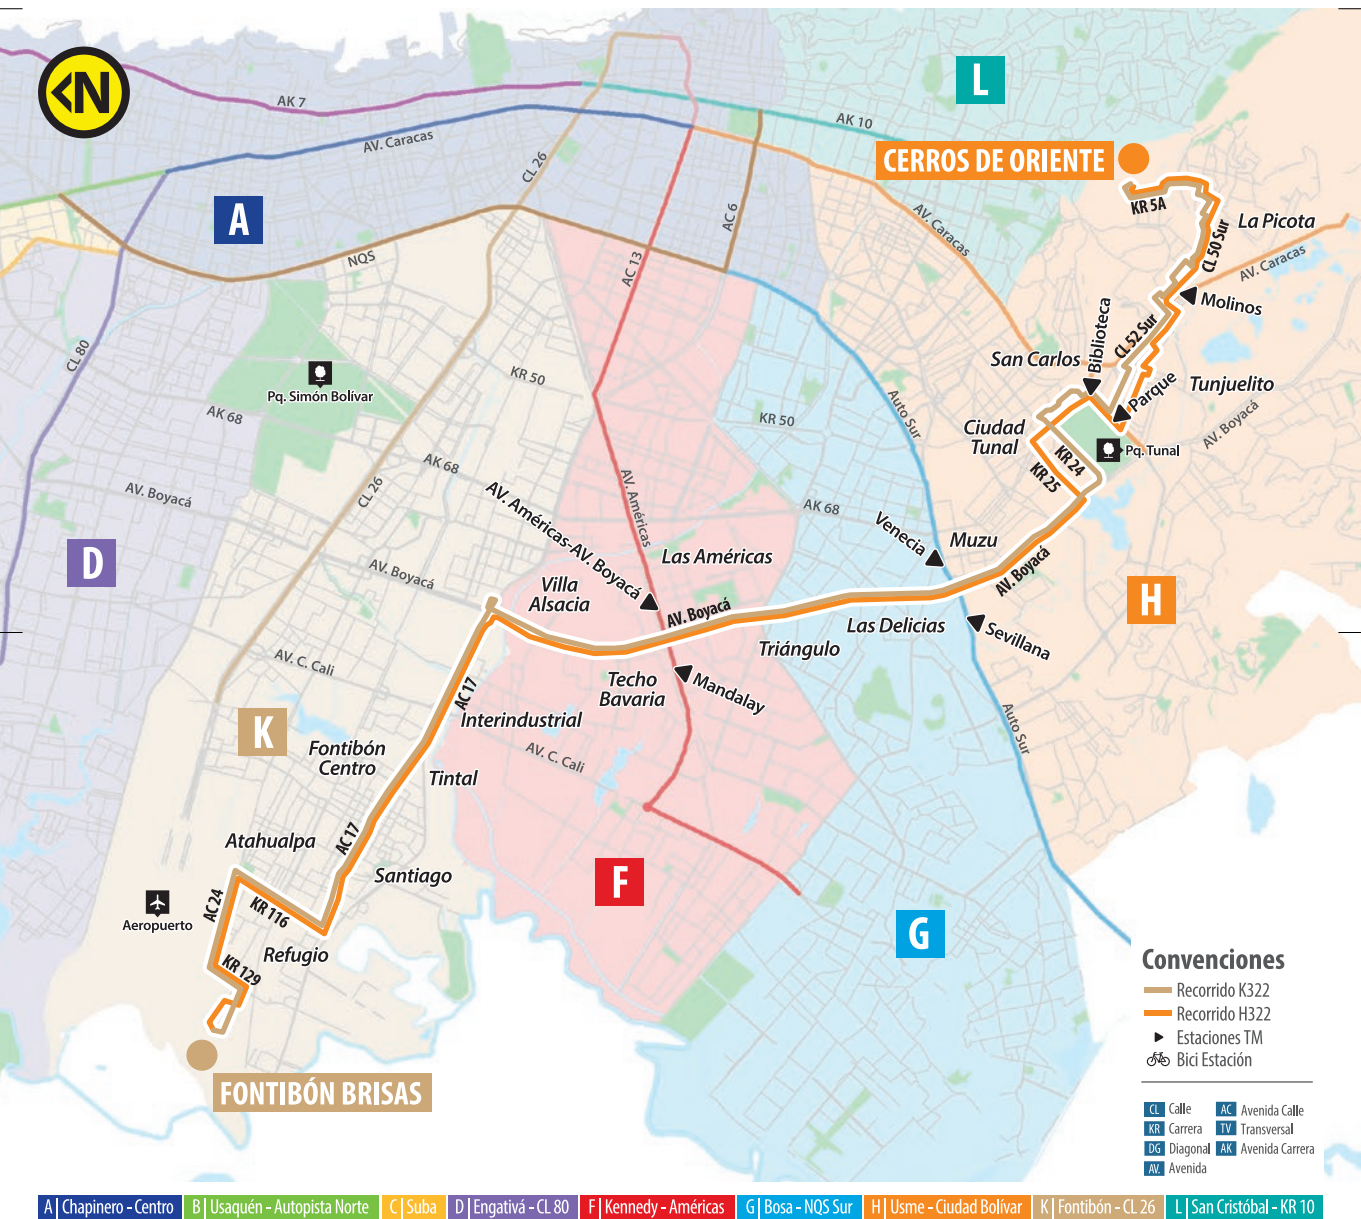 N
AK 7
AV. Caracas
CL 26
AK 10
L
CERROS DE ORIENTE
KR 5A
La Picota
CL 50 Sur
AV. Caracas
A
AC 6
AV. Caracas
NQS
AC 13
Molinos
Biblioteca
CL 52 Sur
San Carlos
CL 80
Pq. Simón Bolívar
KR 50
Parque
Tunjuelito
AK 68
KR 50
Auto Sur
Ciudad
Tunal
AV. Boyacá
Pq. Tunal
KR 24
KR 25
AK 68
CL 26
AV. Américas
AV. Boyacá
AV. Américas-AV. Boyacá
AK 68
Venecia
Muzu
D
AV. Boyacá
Villa
Alsacia
Las Américas
AV. Boyacá
AV. Boyacá
H
Las Delicias
Sevillana
Triángulo
AV. C. Cali
Techo
Bavaria
Mandalay
AC 17
K
Interindustrial
Fontibón
Centro
AV. C. Cali
Auto Sur
Tintal
Atahualpa
AC 17
Santiago
F
AC 24
KR 116
Aeropuerto
G
Refugio
KR 129
FONTIBÓN BRISAS
Convenciones
Recorrido K322
Recorrido H322
Estaciones TM
Bici Estación
CL Calle
AC Avenida Calle
KR Carrera
TV Transversal
DG Diagonal
AK Avenida Carrera
AV. Avenida
A | Chapinero - Centro
B | Usaquén - Autopista Norte
C | Suba
D | Engativá - CL 80
F | Kennedy - Américas
G | Bosa - NQS Sur
H | Usme - Ciudad Bolívar
K | Fontibón - CL 26
L | San Cristóbal - KR 10